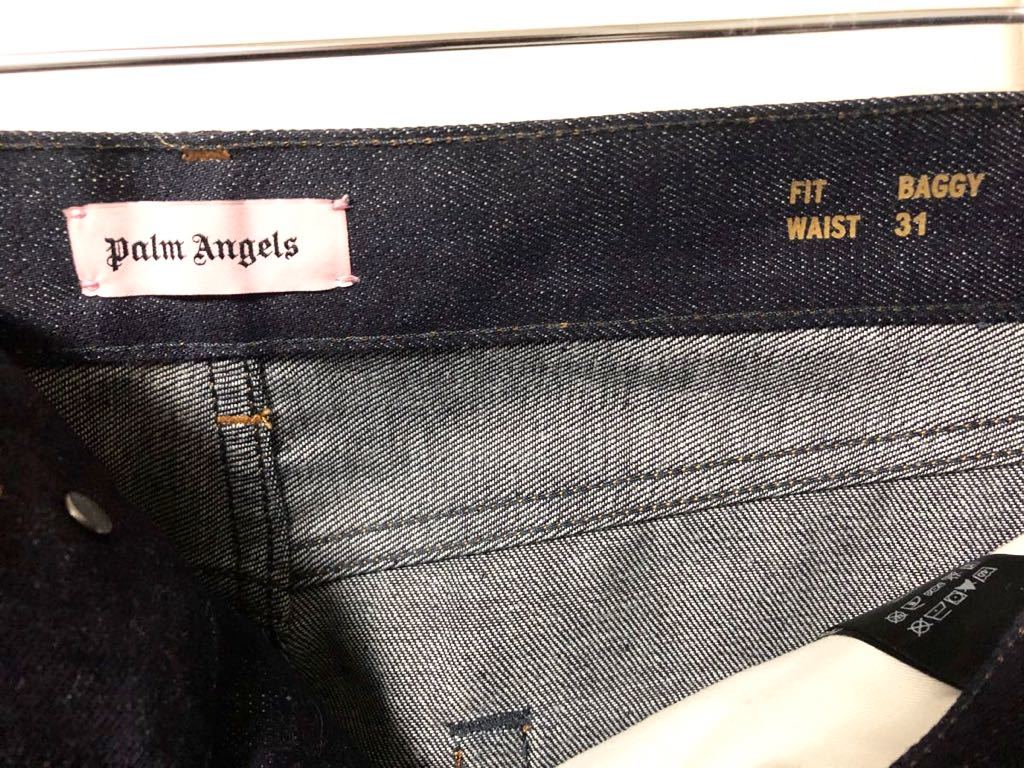 Palm Angels
FIT BAGGY
WAIST 31